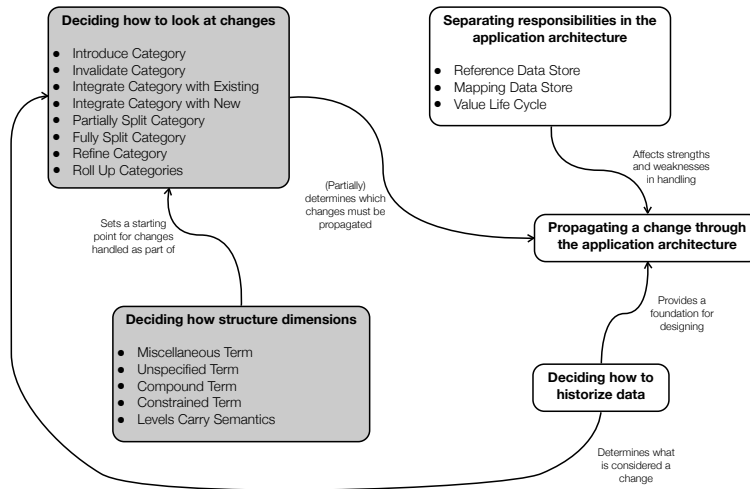 Deciding how to look at changes
● Introduce Category
● Invalidate Category
● Integrate Category with Existing
● Integrate Category with New
● Partially Split Category
● Fully Split Category
● Refine Category
● Roll Up Categories
Separating responsibilities in the
application architecture
● Reference Data Store
● Mapping Data Store
● Value Life Cycle
Affects strengths
and weaknesses
in handling
(Partially)
determines which
changes must be
propagated
Sets a starting
point for changes
handled as part of
Propagating a change through
the application architecture
Deciding how structure dimensions
● Miscellaneous Term
● Unspecified Term
● Compound Term
● Constrained Term
● Levels Carry Semantics
Provides a
foundation for
designing
Deciding how to
historize data
Determines what
is considered a
change